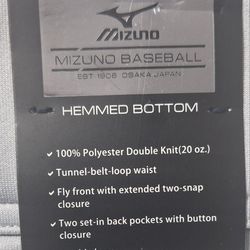 MIZUNO
MIZUNO BASEBALL
EST 1906 OSAKA JAPAN
HEMMED BOTTOM
✓ 100% Polyester Double Knit(20 oz.)
✓ Tunnel-belt-loop waist
✓ Fly front with extended two-snap
closure
✓ Two set-in back pockets with button
closure